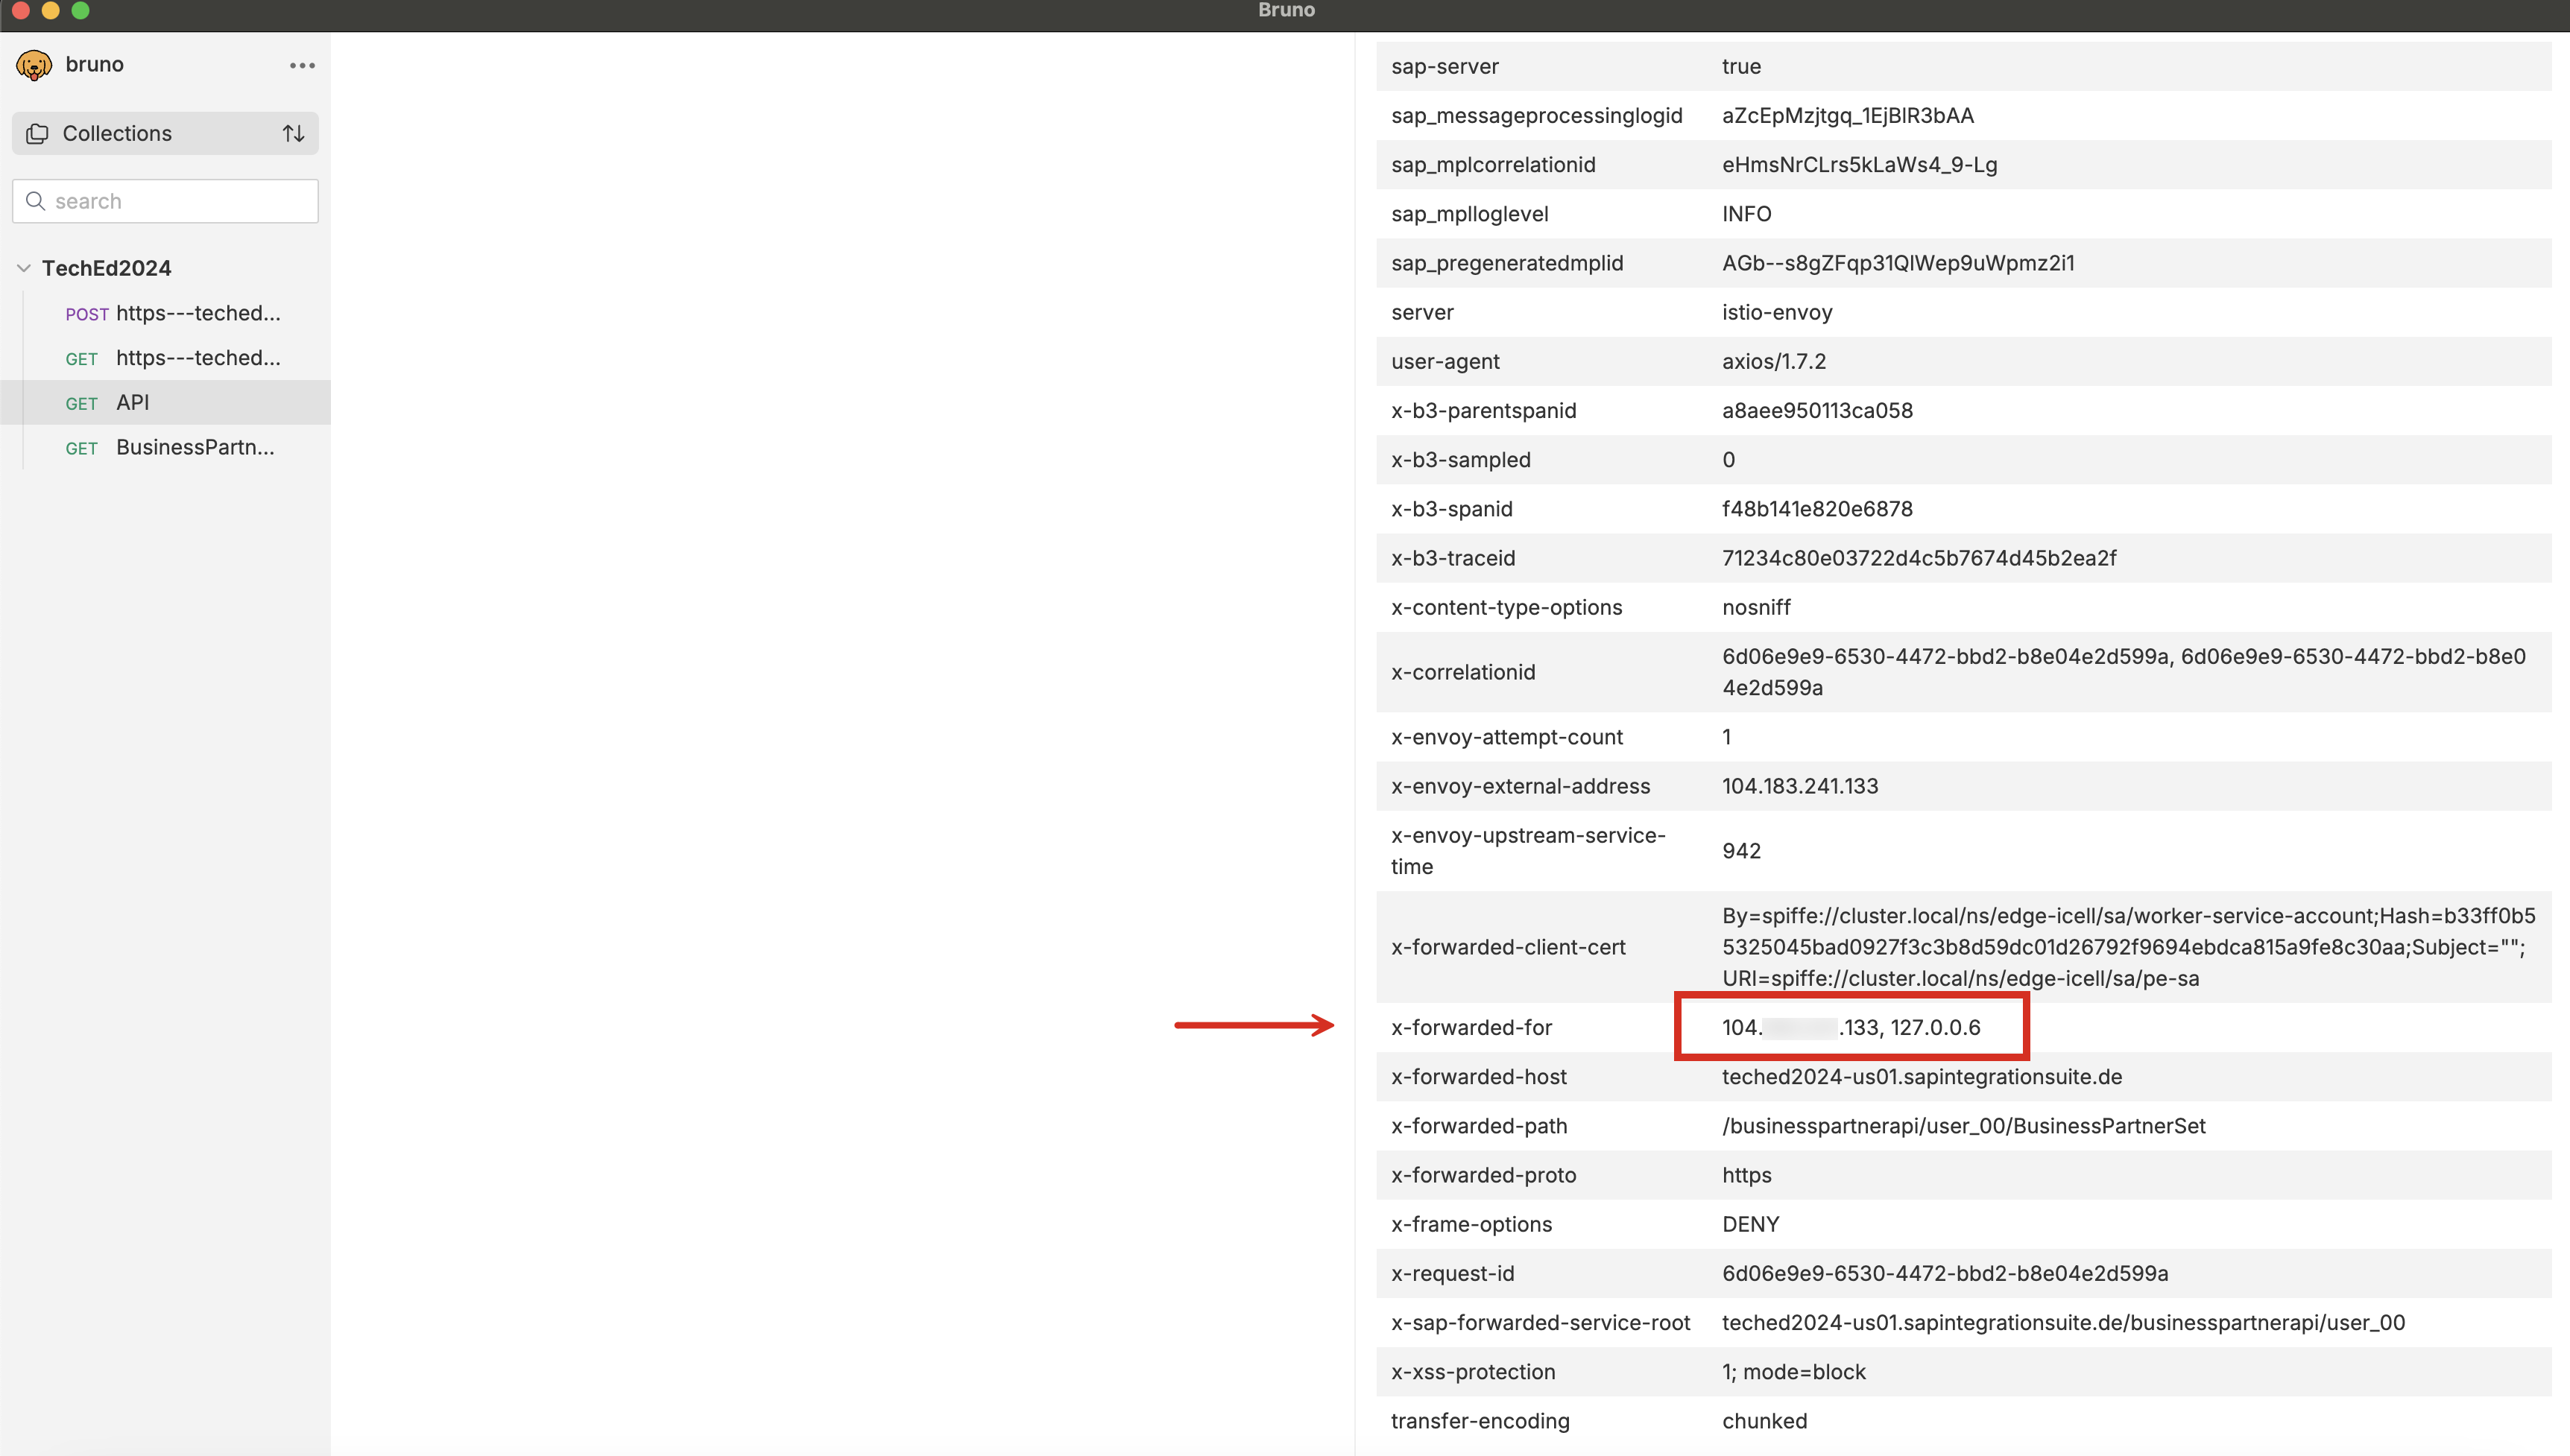 Bruno
bruno
Collections
search
TechEd2024
POST https---teched...
GET https---teched...
GET API
GET BusinessPartn...
sap-server true
sap_messageprocessinglogid aZcEpMzjtgq_1EjBlR3bAA
sap_mplcorrelationid eHmsNrCLrs5kLaWs4_9-Lg
sap_mplloglevel INFO
sap_pregeneratedmplid AGb--s8gZFqp31QlWep9uWpmz2i1
server istio-envoy
user-agent axios/1.7.2
x-b3-parentspanid a8aee950113ca058
x-b3-sampled 0
x-b3-spanid f48b141e820e6878
x-b3-traceid 71234c80e03722d4c5b7674d45b2ea2f
x-content-type-options nosniff
x-correlationid 6d06e9e9-6530-4472-bbd2-b8e04e2d599a, 6d06e9e9-6530-4472-bbd2-b8e0
4e2d599a
x-envoy-attempt-count 1
x-envoy-external-address 104.183.241.133
x-envoy-upstream-service-
time 942
x-forwarded-client-cert By=spiffe://cluster.local/ns/edge-icell/sa/worker-service-account;Hash=b33ff0b5
5325045bad0927f3c3b8d59dc01d26792f9694ebdca815a9fe8c30aa;Subject="";
URI=spiffe://cluster.local/ns/edge-icell/sa/pe-sa
x-forwarded-for 104. .133, 127.0.0.6
x-forwarded-host teched2024-us01.sapintegrationsuite.de
x-forwarded-path /businesspartnerapi/user_00/BusinessPartnerSet
x-forwarded-proto https
x-frame-options DENY
x-request-id 6d06e9e9-6530-4472-bbd2-b8e04e2d599a
x-sap-forwarded-service-root teched2024-us01.sapintegrationsuite.de/businesspartnerapi/user_00
x-xss-protection 1; mode=block
transfer-encoding chunked